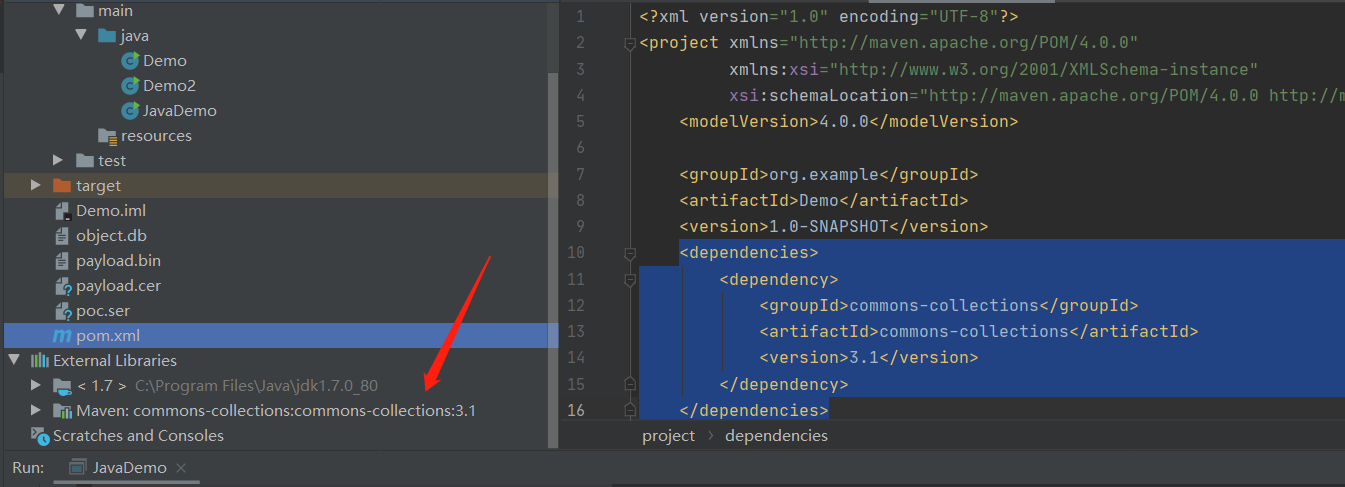 main
java
Demo
Demo2
JavaDemo
resources
test
target
Demo.iml
object.db
payload.bin
payload.cer
poc.ser
pom.xml
External Libraries
< 1.7 > C:\Program Files\Java\jdk1.7.0_80
Maven: commons-collections:commons-collections:3.1
Scratches and Consoles
1 <?xml version="1.0" encoding="UTF-8"?>
2 <project xmlns="http://maven.apache.org/POM/4.0.0"
3 xmlns:xsi="http://www.w3.org/2001/XMLSchema-instance"
4 xsi:schemaLocation="http://maven.apache.org/POM/4.0.0 http://m
5 <modelVersion>4.0.0</modelVersion>
6
7 <groupId>org.example</groupId>
8 <artifactId>Demo</artifactId>
9 <version>1.0-SNAPSHOT</version>
10 <dependencies>
11 <dependency>
12 <groupId>commons-collections</groupId>
13 <artifactId>commons-collections</artifactId>
14 <version>3.1</version>
15 </dependency>
16 </dependencies>
project > dependencies
Run: JavaDemo